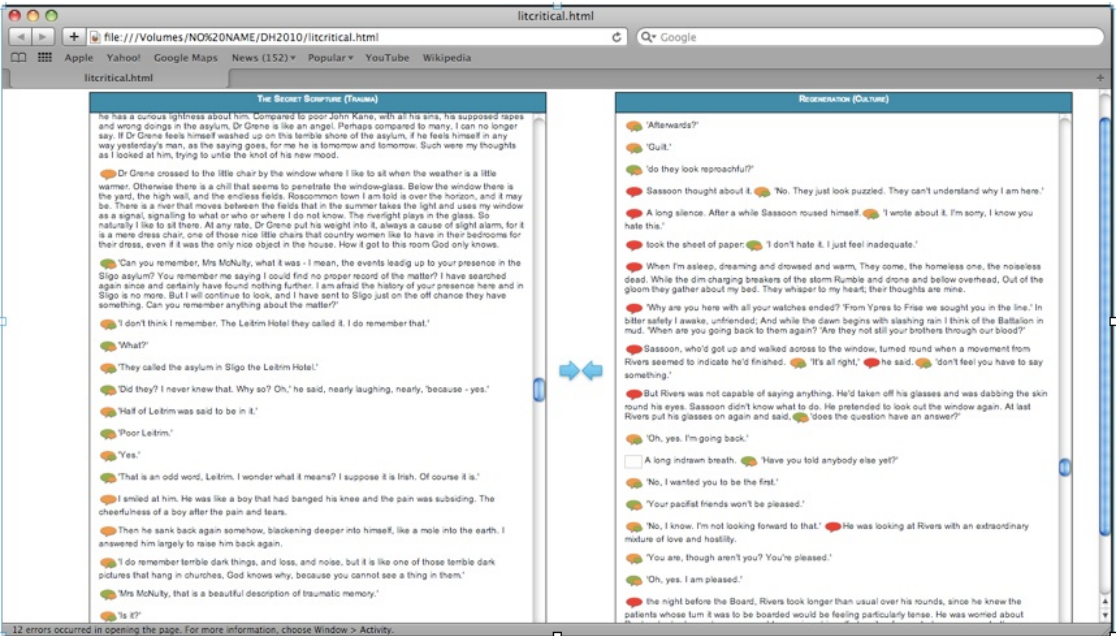 litcritical.html
file:///Volumes/NO%20NAME/DH2010/litcritical.html
Google
Apple Yahoo! Google Maps News (152) Popular YouTube Wikipedia
litcritical.html
The Secret Scripture (Trauma)
he has a curious lightness about him. Compared to poor John Kane, with all his sins, his supposed rapes
and wrong doings in the asylum, Dr Grene is like an angel. Perhaps compared to many, I can no longer
say. If Dr Grene feels himself washed up on this terrible shore of the asylum, if he feels himself in any
way yesterday's man, as the saying goes, for me he is tomorrow and tomorrow. Such were my thoughts
as I looked at him, trying to untie the knot of his new mood.
Dr Grene crossed to the little chair by the window where I like to sit when the weather is a little
warmer. Otherwise there is a chill that seems to penetrate the window-glass. Below the window there is
the yard, the high wall, and the endless fields. Roscommon town I am told is over the horizon, and it may
be. There is a river that moves between the fields that in the summer takes the light and uses my window
as a signal, signaling to what or who or where I do not know. The riverlight plays in the glass. So
naturally I like to sit there. At any rate, Dr Grene put his weight into it, always a cause of slight alarm, for it
is a mere dress chair, one of those nice little chairs that country women like to have in their bedrooms for
their dress, even if it was the only nice object in the house. How it got to this room God only knows.
'Can you remember, Mrs McNulty, what it was - I mean, the events leadig up to your presence in the
Sligo asylum? You remember me saying I could find no proper record of the matter? I have searched
again since and certainly have found nothing further. I am afraid the history of your presence here and in
Sligo is no more. But I will continue to look, and I have sent to Sligo just on the off chance they have
something. Can you remember anything about the matter?'
'I don't think I remember. The Leitrim Hotel they called it. I do remember that.'
'What?'
'They called the asylum in Sligo the Leitrim Hotel.'
'Did they? I never knew that. Why so? Oh,' he said, nearly laughing, nearly, 'because - yes.'
'Half of Leitrim was said to be in it.'
'Poor Leitrim.'
'Yes.'
'That is an odd word, Leitrim. I wonder what it means? I suppose it is Irish. Of course it is.'
I smiled at him. He was like a boy that had banged his knee and the pain was subsiding. The
cheerfulness of a boy after the pain and tears.
Then he sank back again somehow, blackening deeper into himself, like a mole into the earth. I
answered him largely to raise him back again.
'I do remember terrible dark things, and loss, and noise, but it is like one of those terrible dark
pictures that hang in churches, God knows why, because you cannot see a thing in them.'
'Mrs McNulty, that is a beautiful description of traumatic memory.'
'Is it?'
Regeneration (Culture)
'Afterwards?'
'Guilt.'
'do they look reproachful?'
Sassoon thought about it. 'No. They just look puzzled. They can't understand why I am here.'
A long silence. After a while Sassoon roused himself. 'I wrote about it. I'm sorry, I know you
hate this.'
took the sheet of paper: 'I don't hate it. I just feel inadequate.'
When I'm asleep, dreaming and drowsed and warm, They come, the homeless one, the noiseless
dead. While the dim charging breakers of the storm Rumble and drone and bellow overhead, Out of the
gloom they gather about my bed. They whisper to my heart; their thoughts are mine.
'Why are you here with all your watches ended? 'From Ypres to Frise we sought you in the line.' In
bitter safety I awake, unfriended; And while the dawn begins with slashing rain I think of the Battalion in
mud. 'When are you going back to them again? 'Are they not still your brothers through our blood?'
Sassoon, who'd got up and walked across to the window, turned round when a movement from
Rivers seemed to indicate he'd finished. 'It's all right,' he said. 'don't feel you have to say
something.'
But Rivers was not capable of saying anything. He'd taken off his glasses and was dabbing the skin
round his eyes. Sassoon didn't know what to do. He pretended to look out the window again. At last
Rivers put his glasses on again and said, 'does the question have an answer?'
'Oh, yes. I'm going back.'
A long indrawn breath. 'Have you told anybody else yet?'
'No, I wanted you to be the first.'
'Your pacifist friends won't be pleased.'
'No, I know. I'm not looking forward to that.' He was looking at Rivers with an extraordinary
mixture of love and hostility.
'You are, though aren't you? You're pleased.'
'Oh, yes. I am pleased.'
the night before the Board, Rivers took longer than usual over his rounds, since he knew the
patients whose turn it was to be boarded would be feeling particularly tense. He was worried about
12 errors occurred in opening the page. For more information, choose Window > Activity.